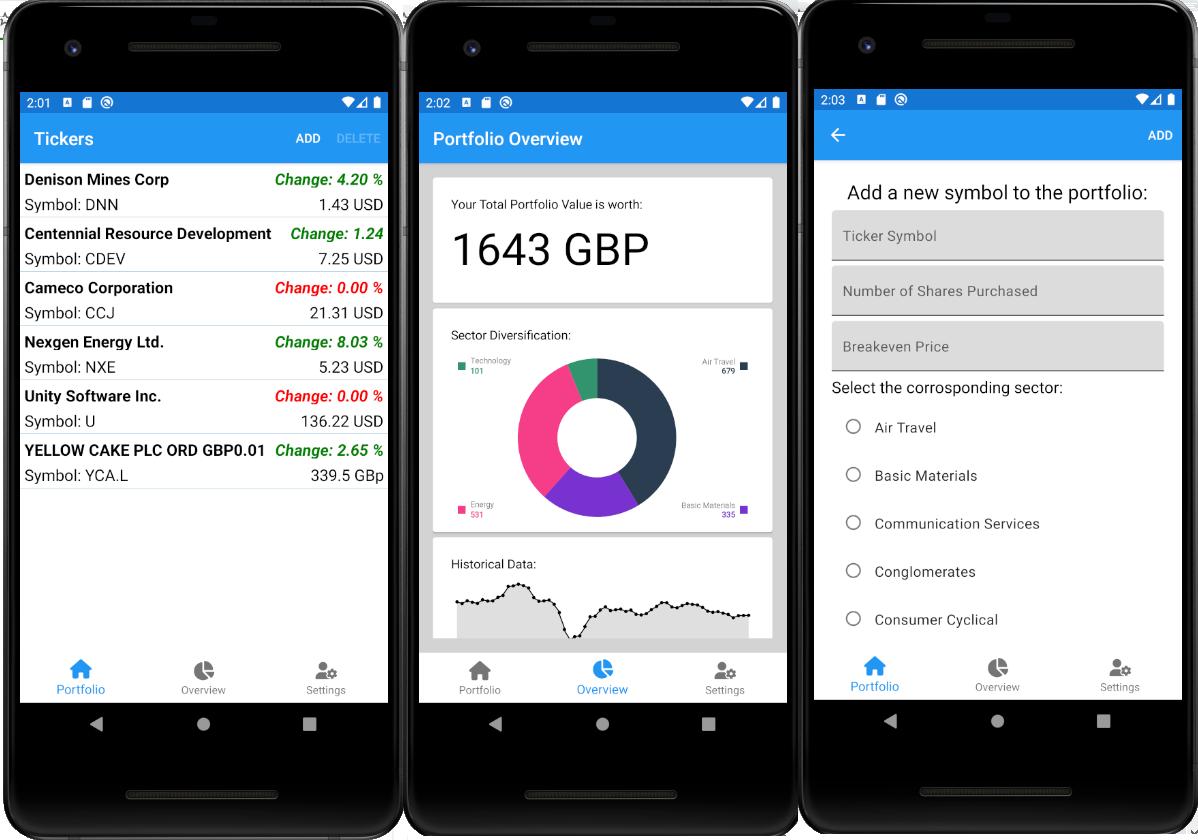 2:01
Tickers ADD DELETE
Denison Mines Corp Change: 4.20 %
Symbol: DNN 1.43 USD
Centennial Resource Development Change: 1.24
Symbol: CDEV 7.25 USD
Cameco Corporation Change: 0.00 %
Symbol: CCJ 21.31 USD
Nexgen Energy Ltd. Change: 8.03 %
Symbol: NXE 5.23 USD
Unity Software Inc. Change: 0.00 %
Symbol: U 136.22 USD
YELLOW CAKE PLC ORD GBP0.01 Change: 2.65 %
Symbol: YCA.L 339.5 GBp
Portfolio Overview Settings
2:02
Portfolio Overview
Your Total Portfolio Value is worth:
1643 GBP
Sector Diversification:
Technology Air Travel
101 679
Energy Basic Materials
531 335
Historical Data:
Portfolio Overview Settings
2:03
ADD
Add a new symbol to the portfolio:
Ticker Symbol
Number of Shares Purchased
Breakeven Price
Select the corrosponding sector:
Air Travel
Basic Materials
Communication Services
Conglomerates
Consumer Cyclical
Portfolio Overview Settings